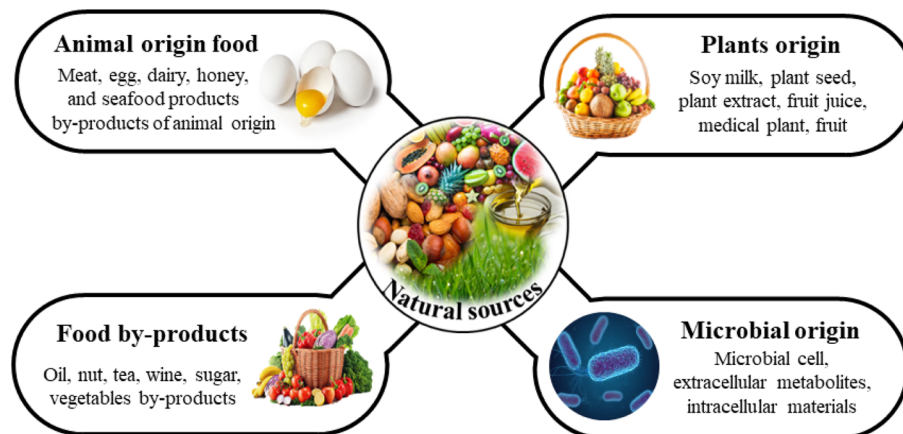 Animal origin food
Meat, egg, dairy, honey,
and seafood products
by-products of animal origin
Plants origin
Soy milk, plant seed,
plant extract, fruit juice,
medical plant, fruit
Natural sources
Food by-products
Oil, nut, tea, wine, sugar,
vegetables by-products
Microbial origin
Microbial cell,
extracellular metabolites,
intracellular materials